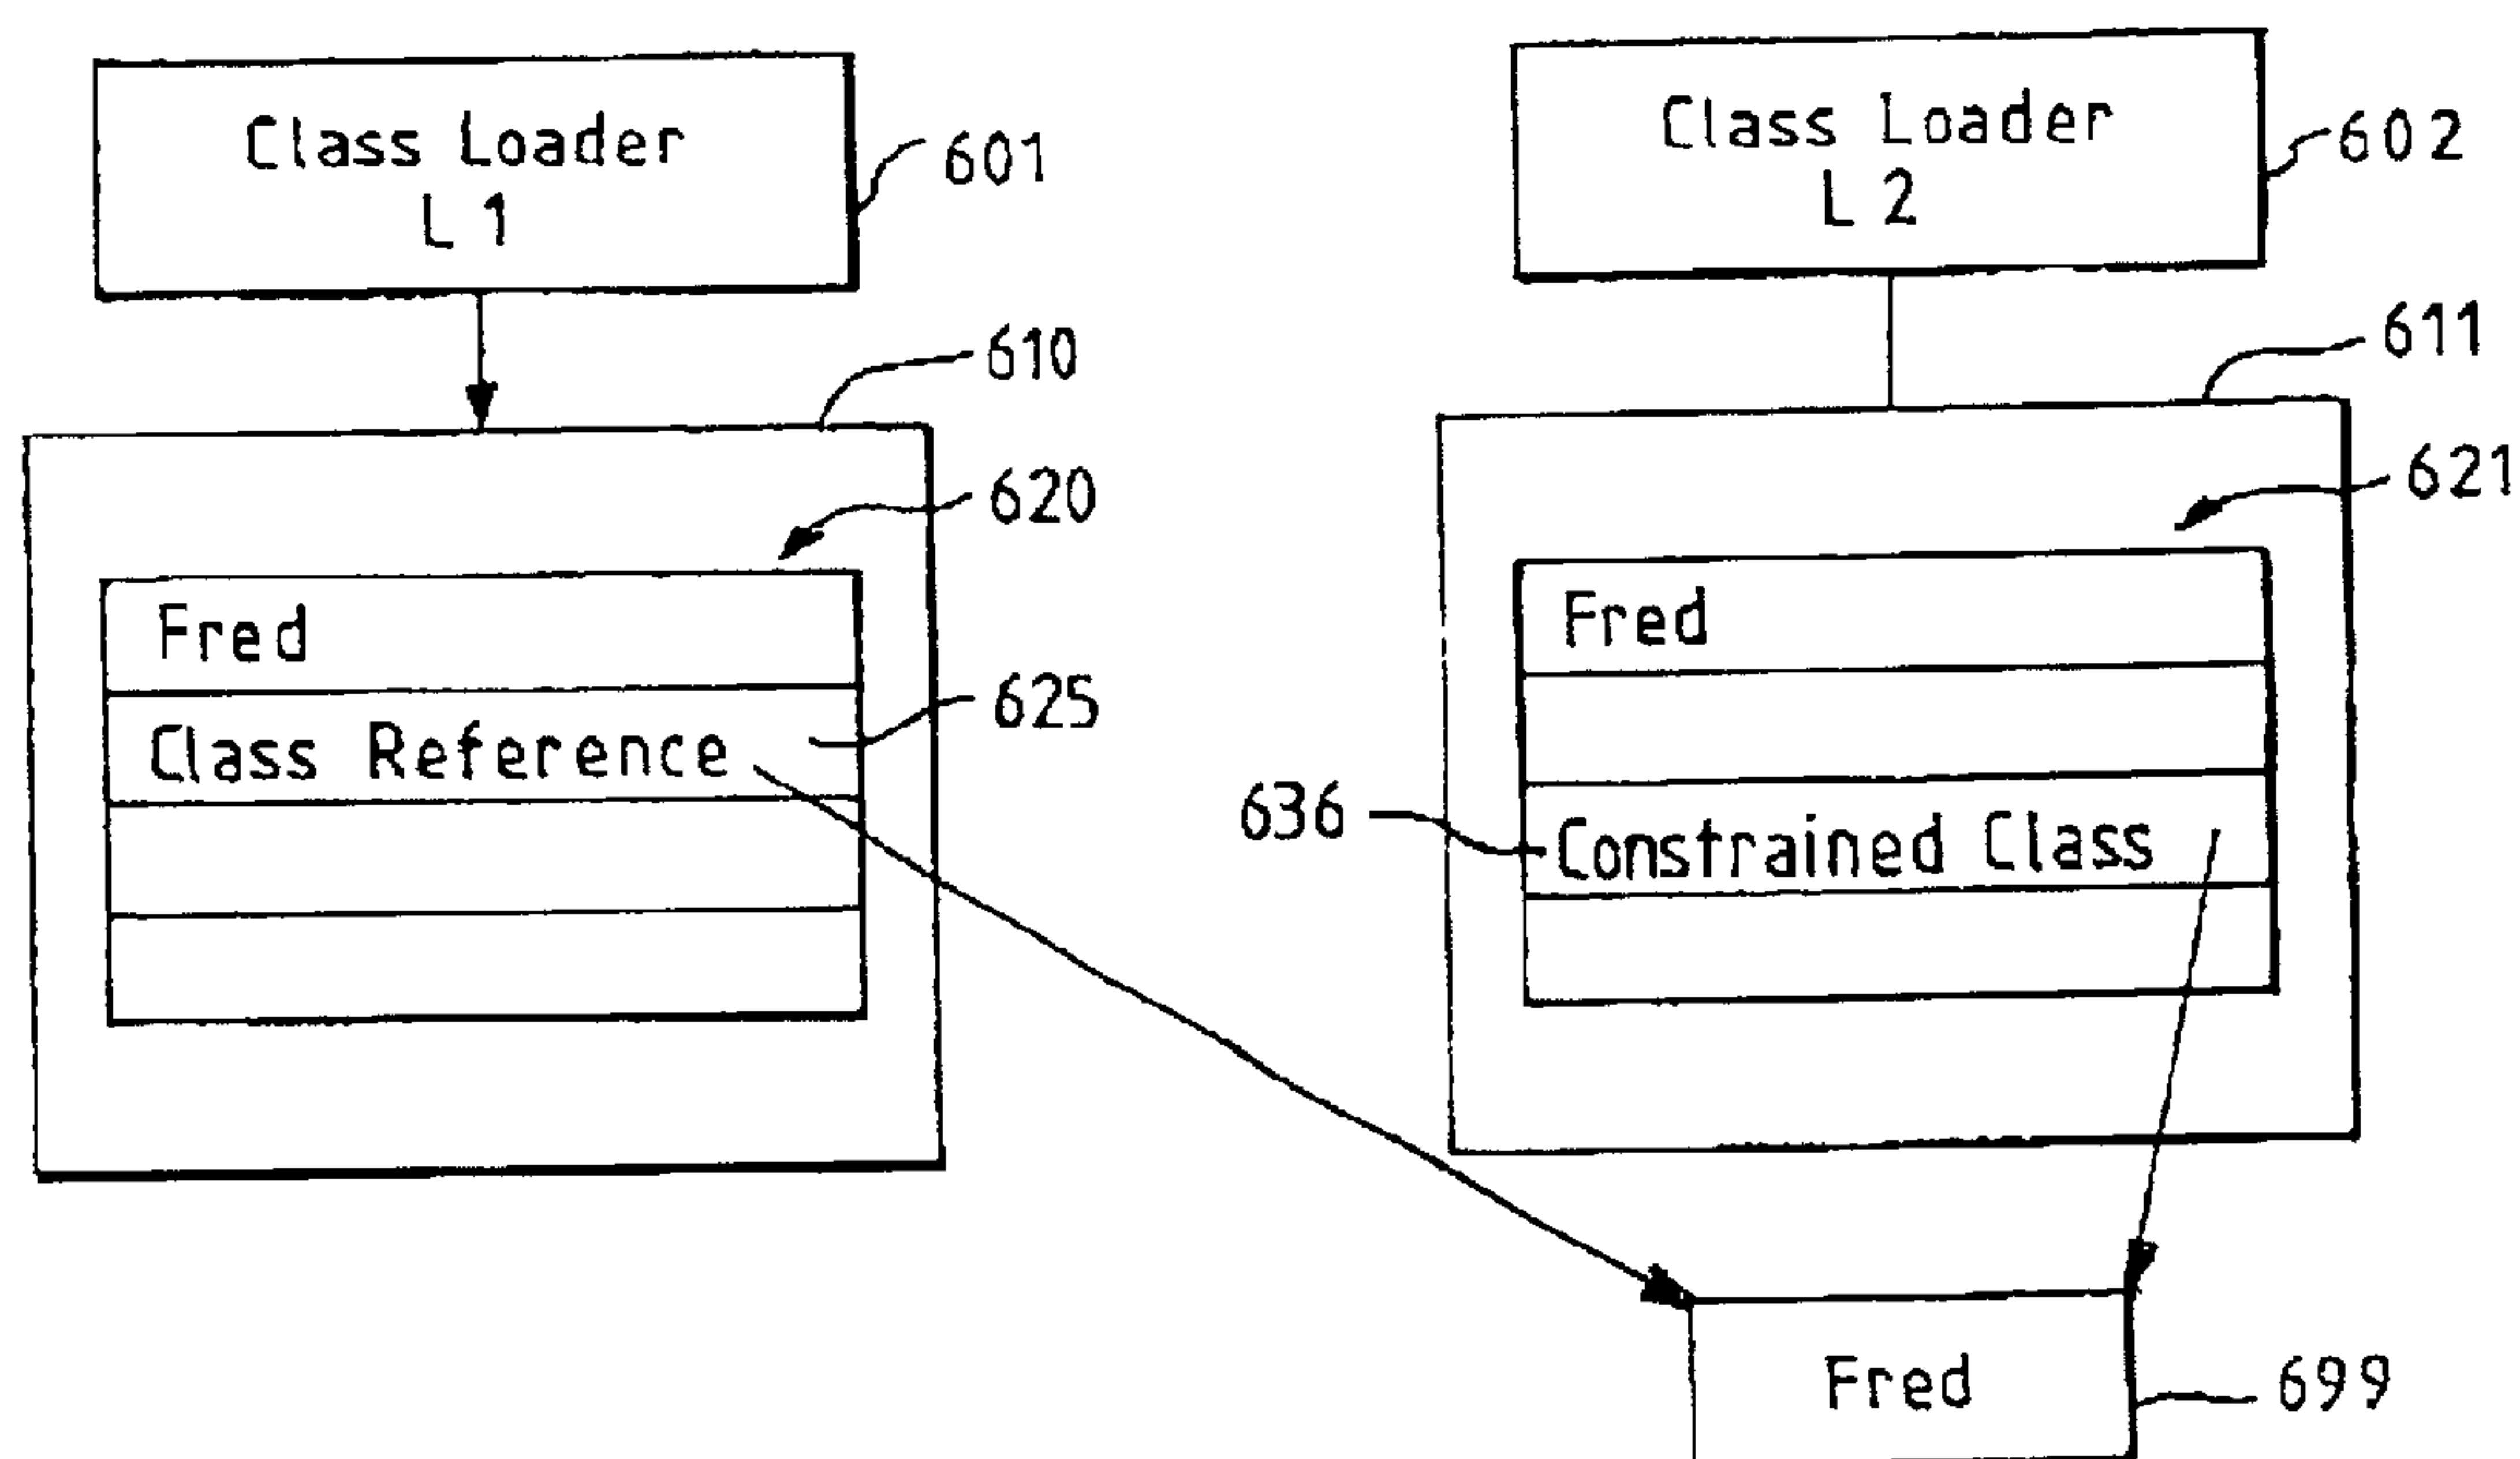 Class Loader
L 1
601
Class Loader
L 2
602
610
611
620
621
Fred
Fred
625
Class Reference
636
Constrained Class
Fred
699